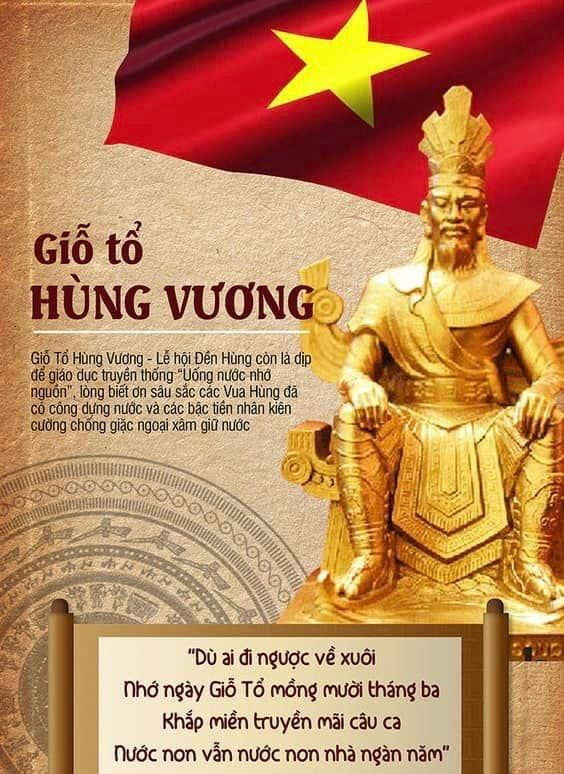 Giỗ tổ
HÙNG VƯƠNG
Giỗ Tổ Hùng Vương - Lễ hội Đền Hùng còn là dịp
để giáo dục truyền thống "Uống nước nhớ
nguồn", lòng biết ơn sâu sắc các Vua Hùng đã
có công dựng nước và các bậc tiền nhân kiên
cường chống giặc ngoại xâm giữ nước
"Dù ai đi ngược về xuôi
Nhớ ngày Giỗ Tổ mồng mười tháng ba
Khắp miền truyền mãi câu ca
Nước non vẫn nước non nhà ngàn năm"